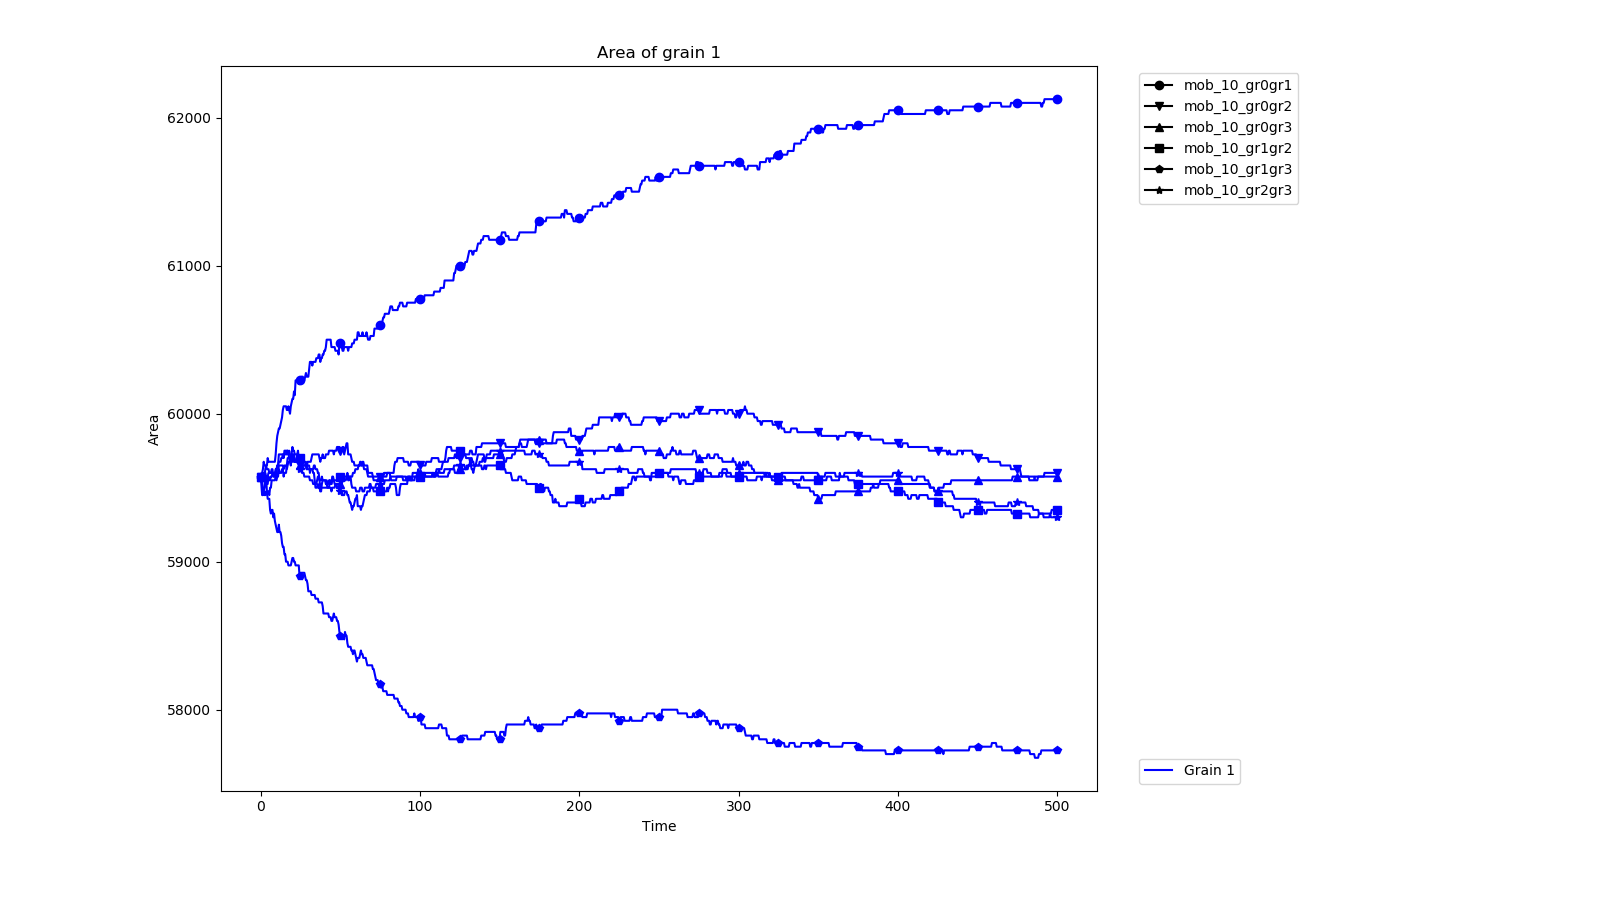 Area of grain 1
62000
61000
60000
59000
58000
Area
0 100 200 300 400 500
Time
mob_10_gr0gr1
mob_10_gr0gr2
mob_10_gr0gr3
mob_10_gr1gr2
mob_10_gr1gr3
mob_10_gr2gr3
Grain 1